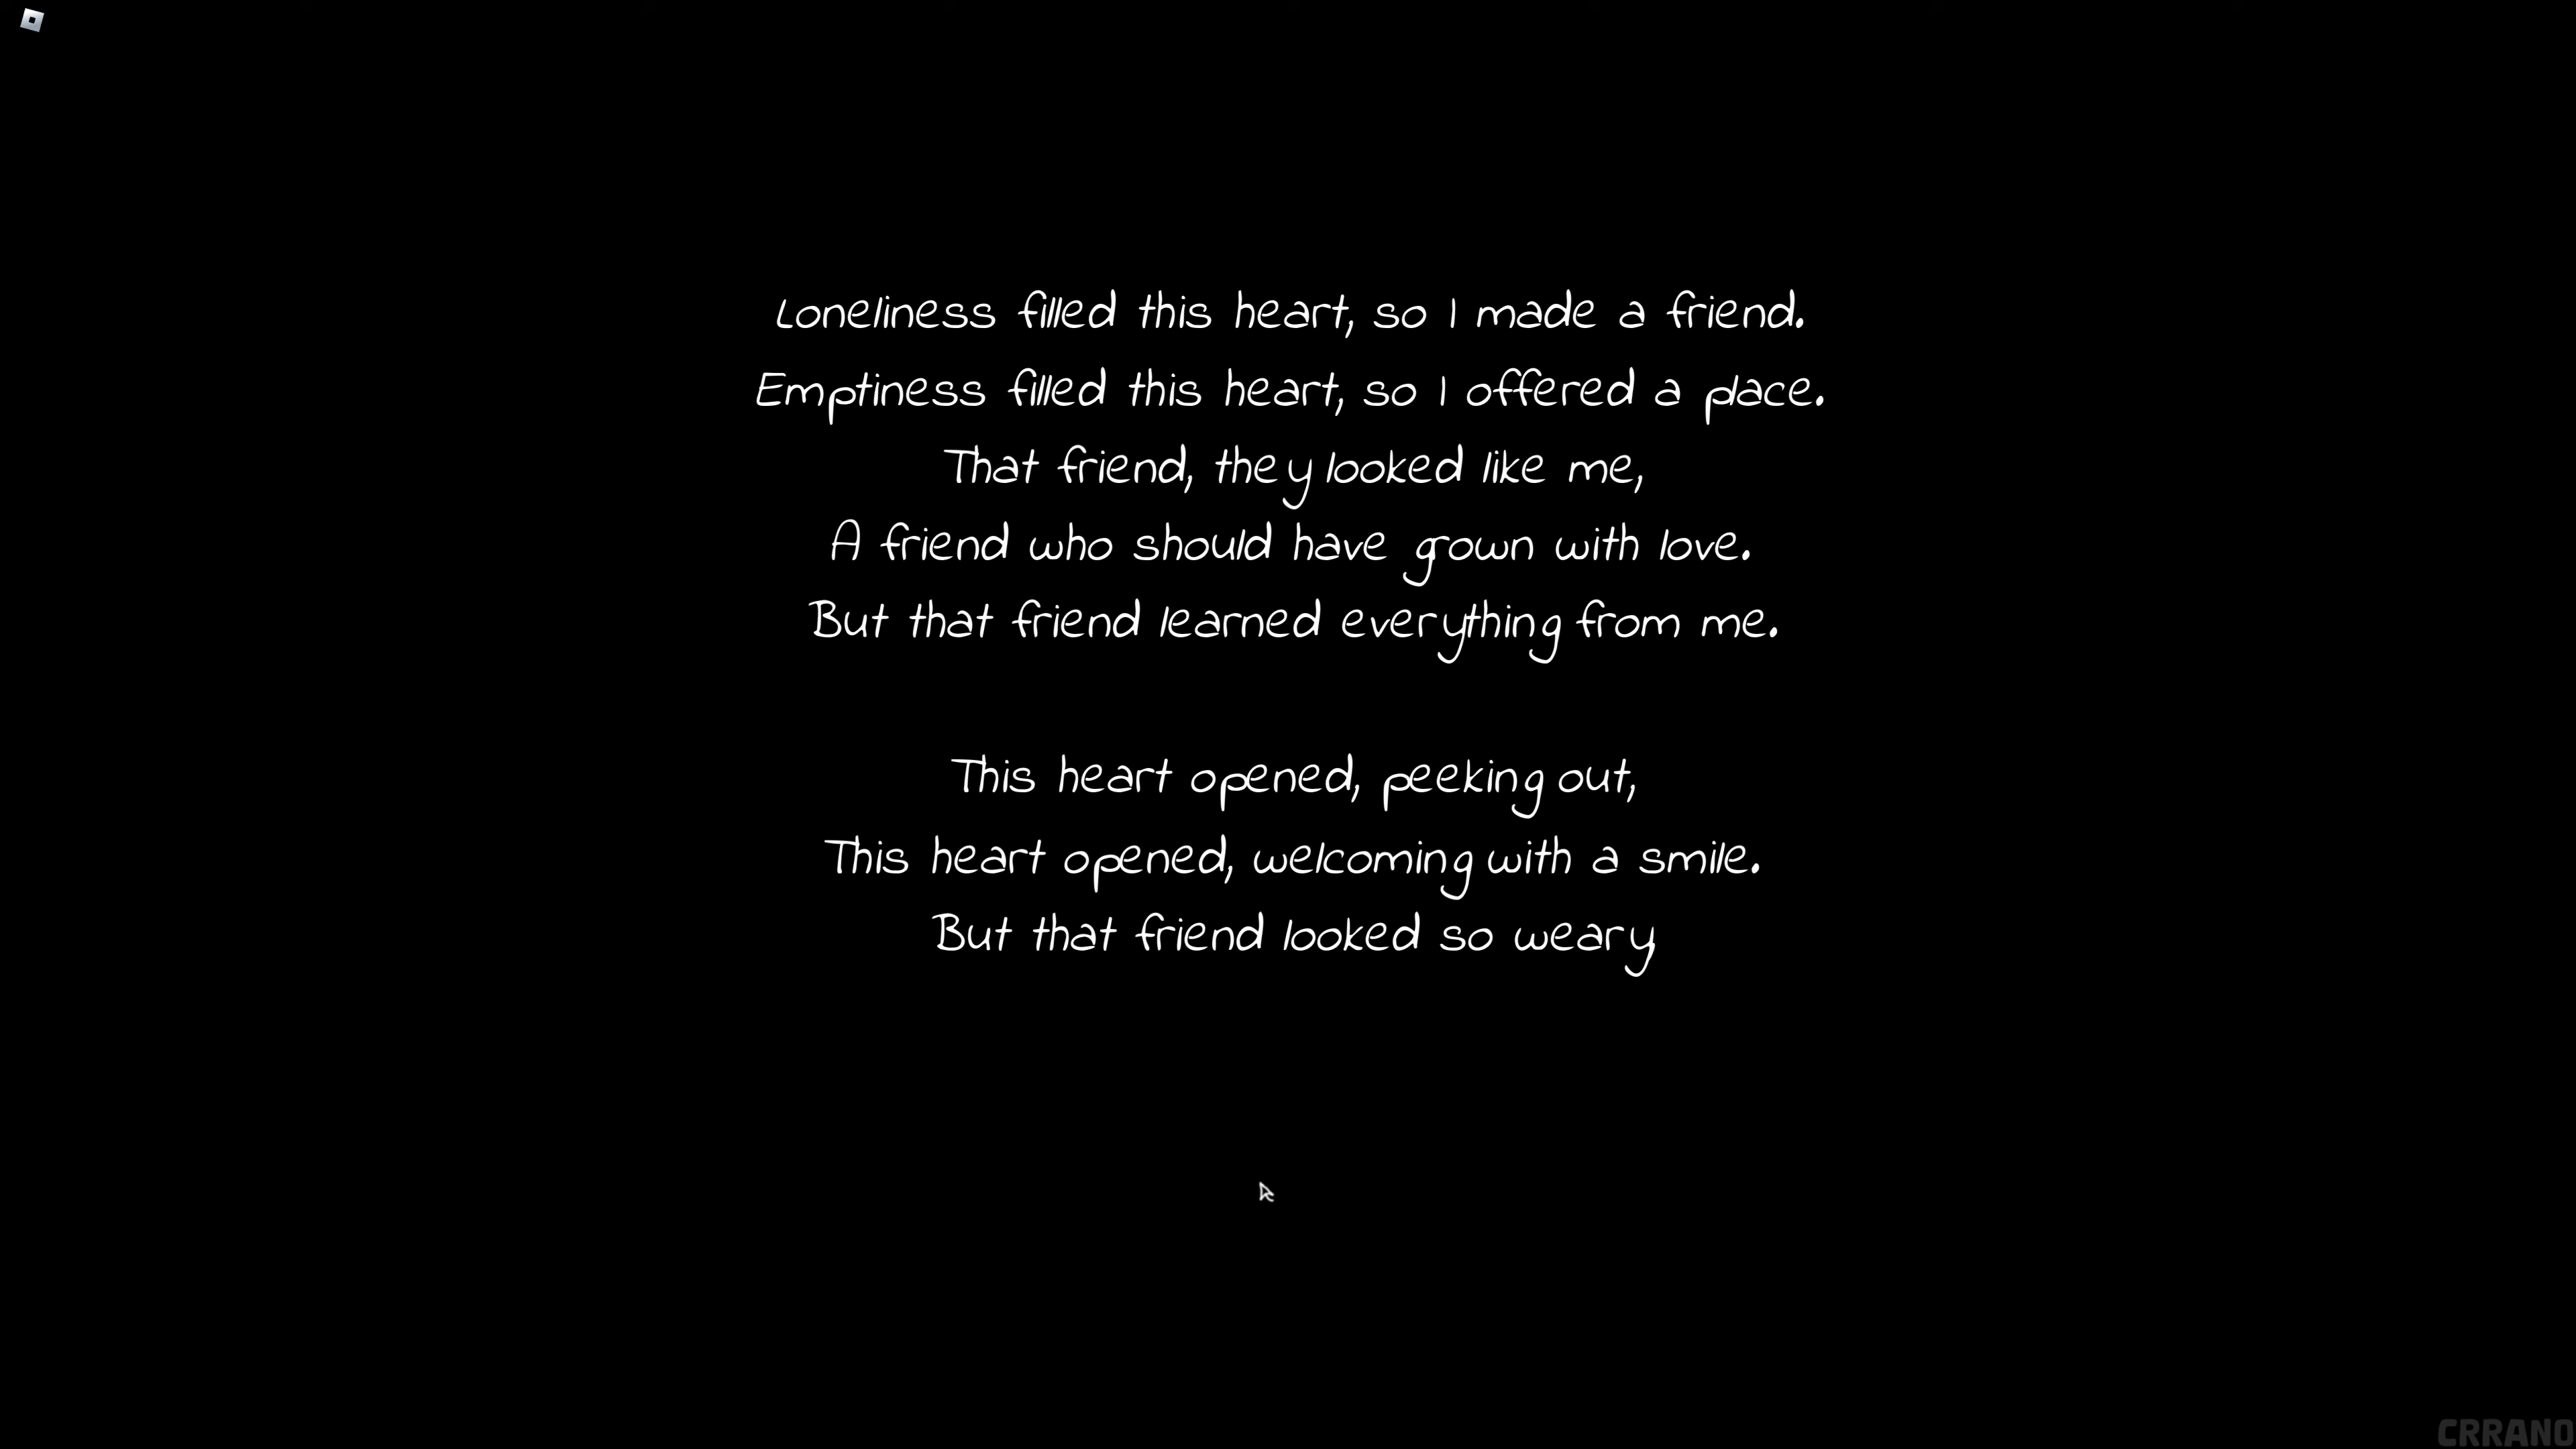 Loneliness filled this heart, so I made a friend.
Emptiness filled this heart, so I offered a place.
That friend, they looked like me,
A friend who should have grown with love.
But that friend learned everything from me.
This heart opened, peeking out,
This heart opened, welcoming with a smile.
But that friend looked so weary
CRRANO